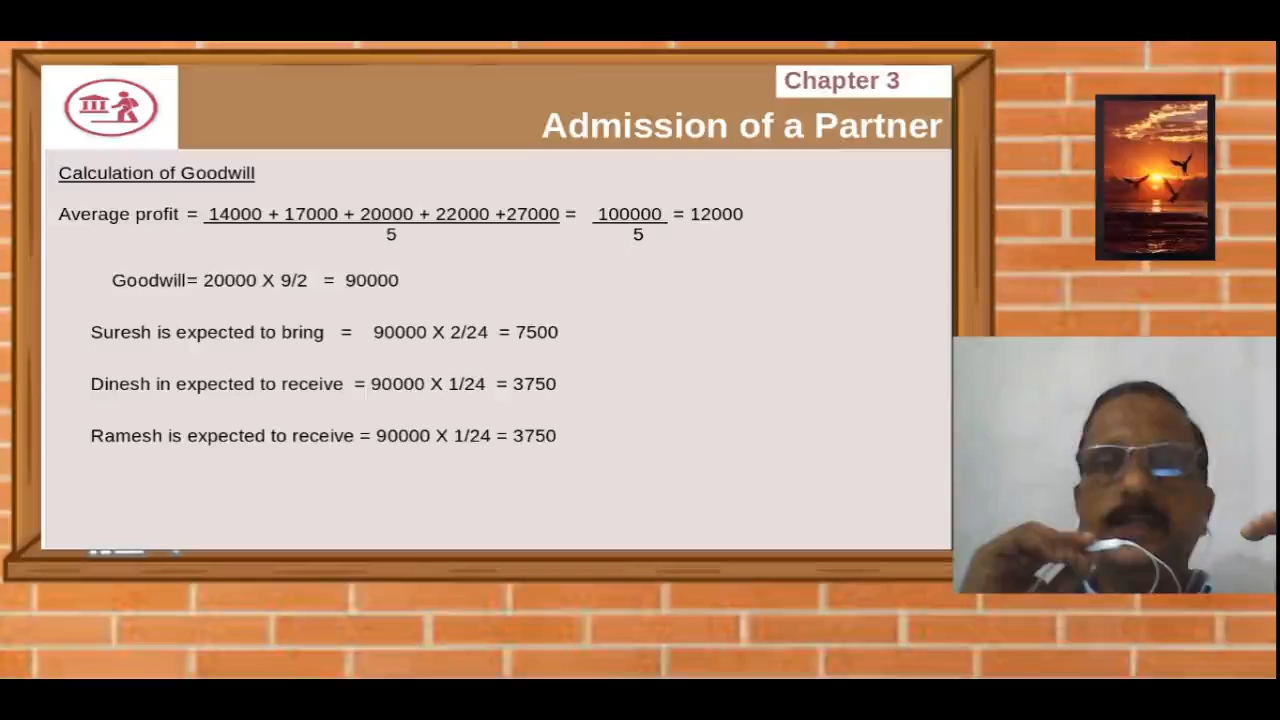 Chapter 3
Admission of a Partner
Calculation of Goodwill
Average profit = 14000 + 17000 + 20000 + 22000 +27000 = 100000 = 12000
5 5
Goodwill= 20000 X 9/2 = 90000
Suresh is expected to bring = 90000 X 2/24 = 7500
Dinesh in expected to receive = 90000 X 1/24 = 3750
Ramesh is expected to receive = 90000 X 1/24 = 3750